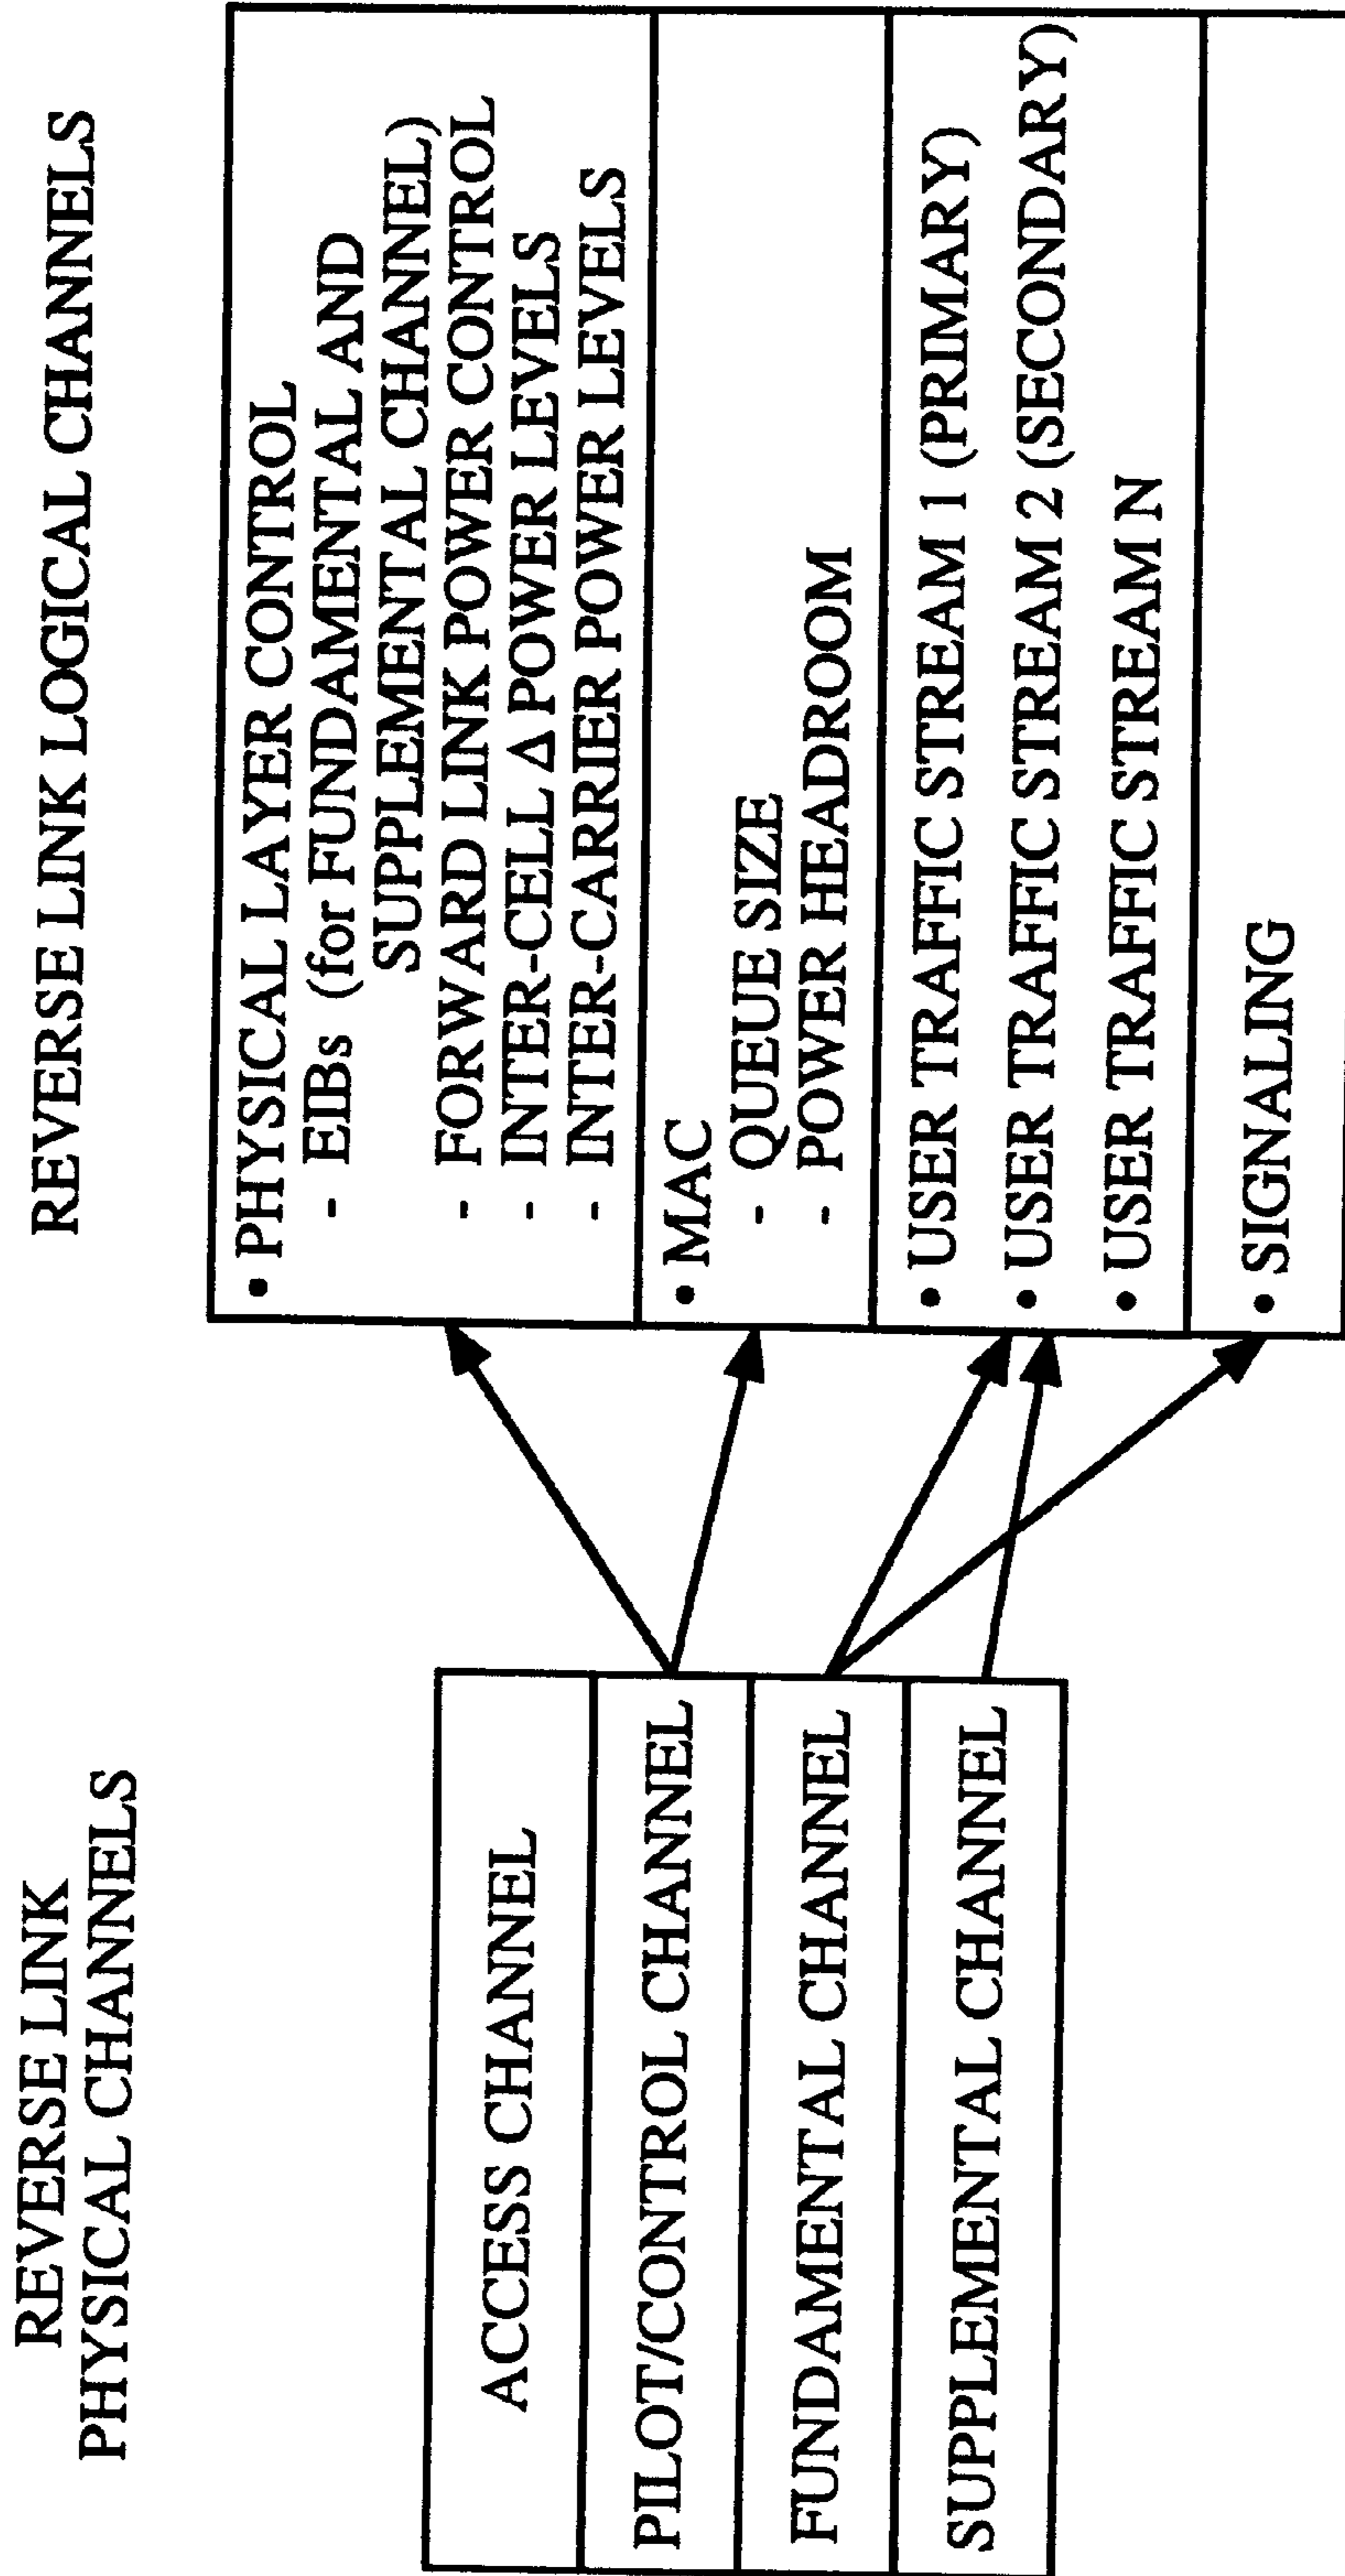 REVERSE LINK
PHYSICAL CHANNELS
ACCESS CHANNEL
PILOT/CONTROL CHANNEL
FUNDAMENTAL CHANNEL
SUPPLEMENTAL CHANNEL
REVERSE LINK LOGICAL CHANNELS
• PHYSICAL LAYER CONTROL
- EIBs (for FUNDAMENTAL AND
SUPPLEMENTAL CHANNEL)
- FORWARD LINK POWER CONTROL
- INTER-CELL Δ POWER LEVELS
- INTER-CARRIER POWER LEVELS
• MAC
- QUEUE SIZE
- POWER HEADROOM
• USER TRAFFIC STREAM 1 (PRIMARY)
• USER TRAFFIC STREAM 2 (SECONDARY)
• USER TRAFFIC STREAM N
• SIGNALING